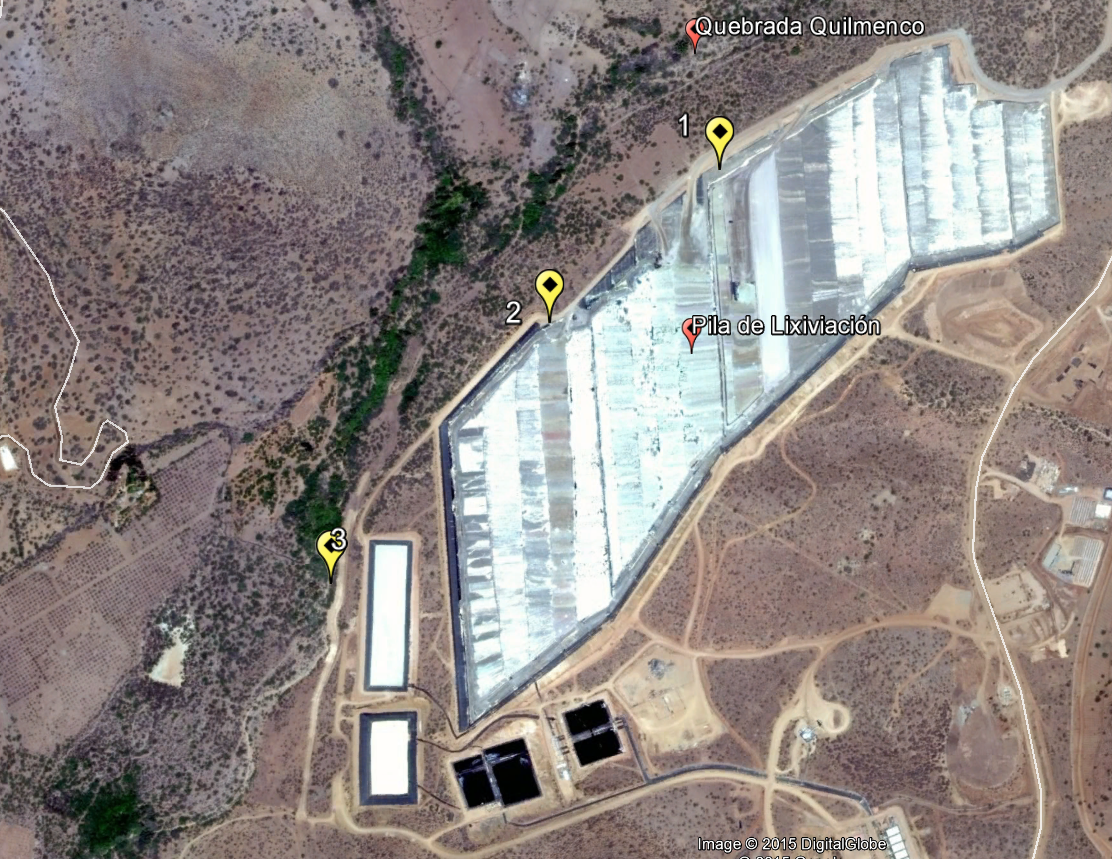 Quebrada Quilmenco
1
2
Pila de Lixiviación
3
Image © 2015 DigitalGlobe